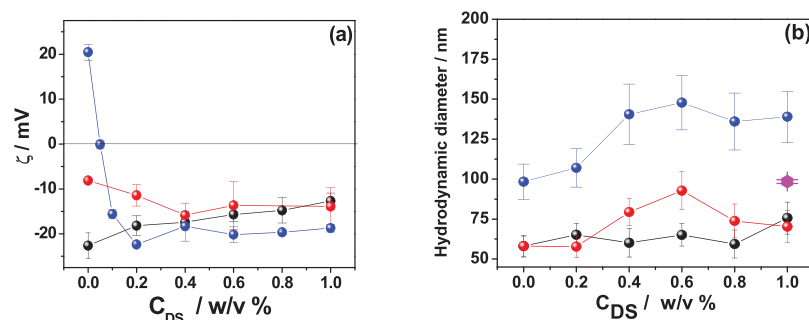 (a)
ζ / mV
20
10
0
-10
-20
0.0 0.2 0.4 0.6 0.8 1.0
C_DS / w/v %
(b)
Hydrodynamic diameter / nm
200
175
150
125
100
75
50
0.0 0.2 0.4 0.6 0.8 1.0
C_DS / w/v %